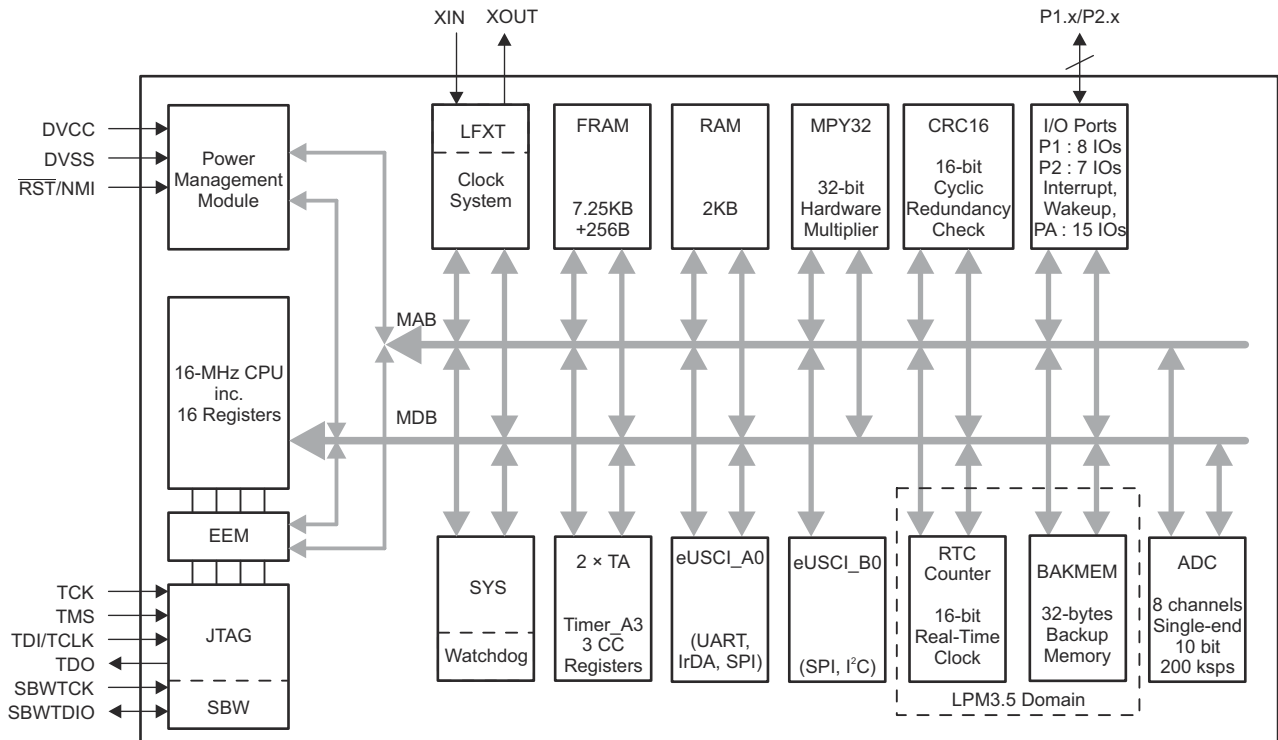 XIN
XOUT
P1.x/P2.x
DVCC
DVSS
RST/NMI
Power
Management
Module
LFXT
Clock
System
FRAM
7.25KB
+256B
RAM
2KB
MPY32
32-bit
Hardware
Multiplier
CRC16
16-bit
Cyclic
Redundancy
Check
I/O Ports
P1 : 8 IOs
P2 : 7 IOs
Interrupt,
Wakeup,
PA : 15 IOs
MAB
16-MHz CPU
inc.
16 Registers
MDB
EEM
TCK
TMS
TDI/TCLK
TDO
SBWTCK
SBWTDIO
JTAG
SBW
SYS
Watchdog
2 × TA
Timer_A3
3 CC
Registers
eUSCI_A0
(UART,
IrDA, SPI)
eUSCI_B0
(SPI, I²C)
RTC
Counter
16-bit
Real-Time
Clock
BAKMEM
32-bytes
Backup
Memory
LPM3.5 Domain
ADC
8 channels
Single-end
10 bit
200 ksps